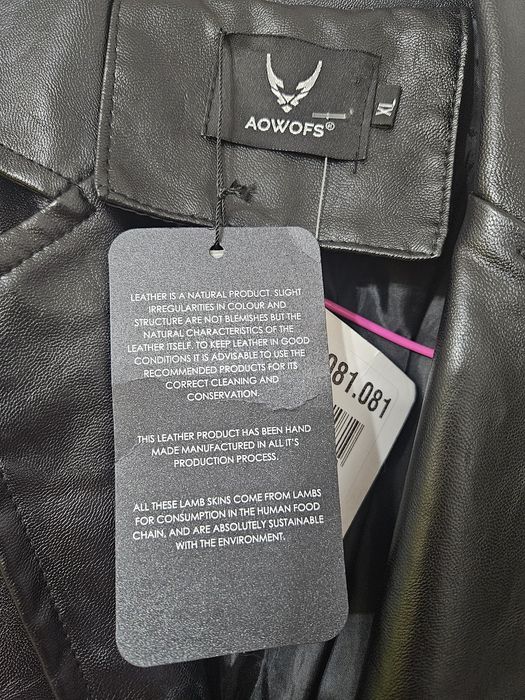 AOWOFS®
XL
LEATHER IS A NATURAL PRODUCT. SLIGHT
IRREGULARITIES IN COLOUR AND
STRUCTURE ARE NOT BLEMISHES BUT THE
NATURAL CHARACTERISTICS OF THE
LEATHER ITSELF. TO KEEP LEATHER IN GOOD
CONDITIONS IT IS ADVISABLE TO USE THE
RECOMMENDED PRODUCTS FOR ITS
CORRECT CLEANING AND
CONSERVATION.
THIS LEATHER PRODUCT HAS BEEN HAND
MADE MANUFACTURED IN ALL IT'S
PRODUCTION PROCESS.
ALL THESE LAMB SKINS COME FROM LAMBS
FOR CONSUMPTION IN THE HUMAN FOOD
CHAIN, AND ARE ABSOLUTELY SUSTAINABLE
WITH THE ENVIRONMENT.
081.081